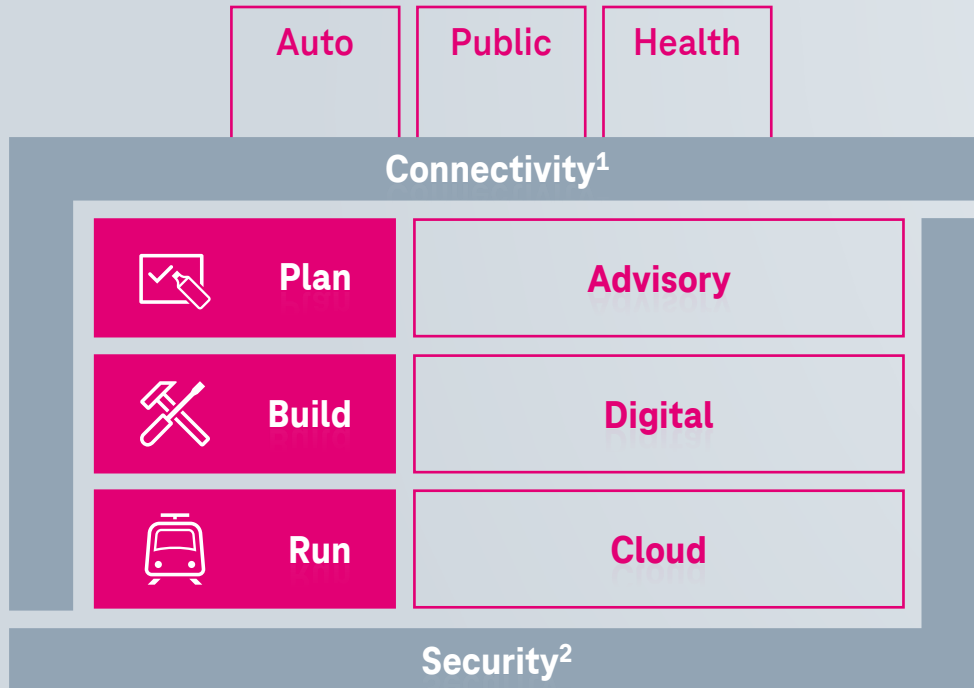 Auto Public Health
Connectivity¹
Plan Advisory
Build Digital
Run Cloud
Security²